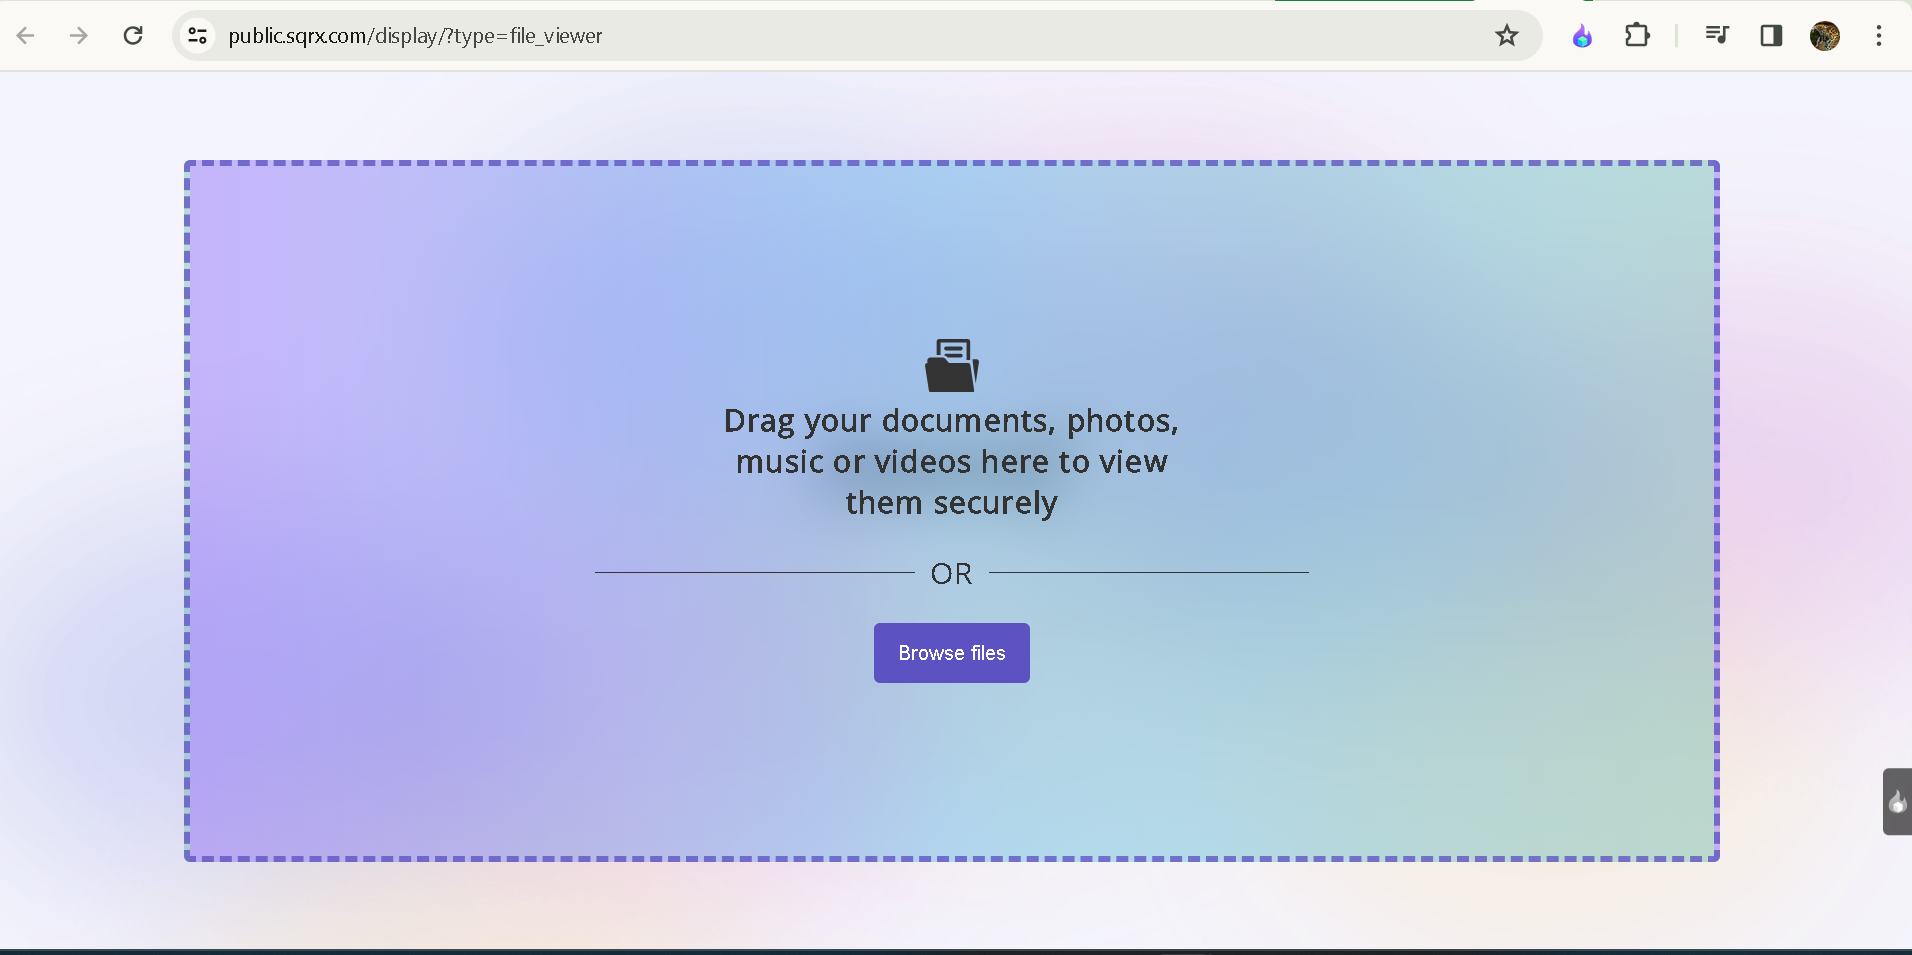 public.sqrx.com/display/?type=file_viewer
Drag your documents, photos,
music or videos here to view
them securely
OR
Browse files